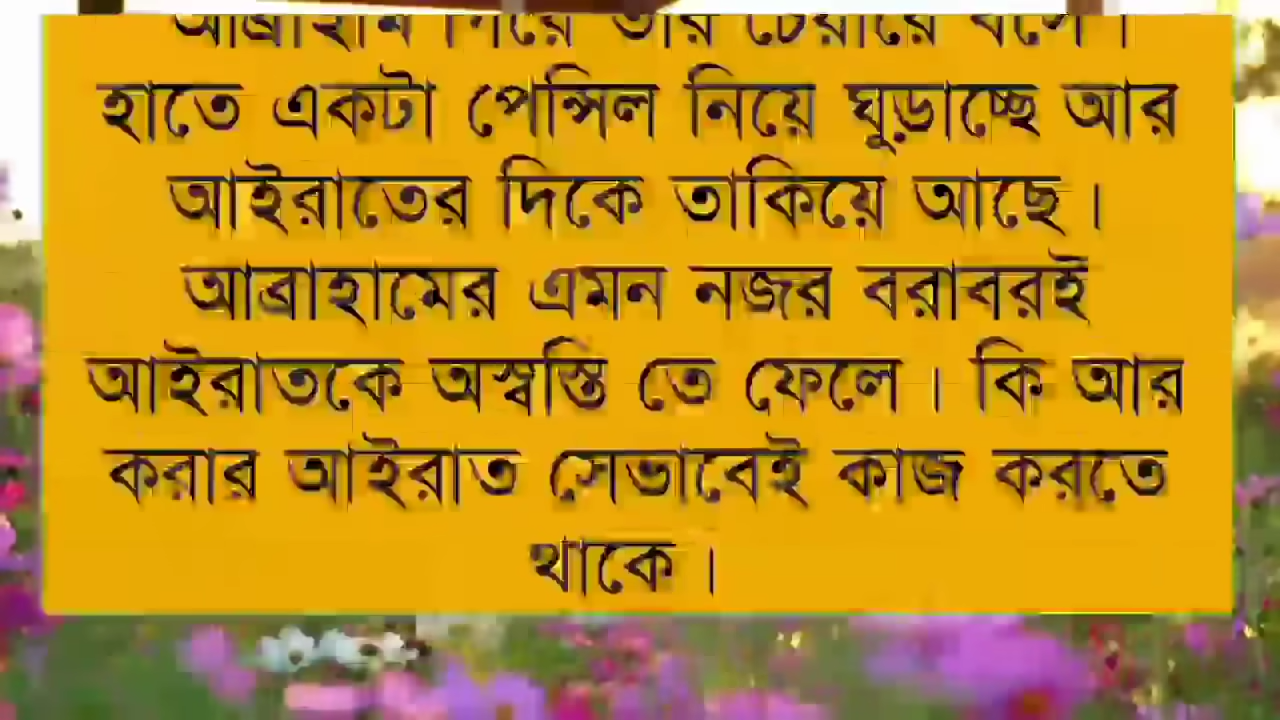 আব্রাহাম গিয়ে তার চেয়ারে বসে।
হাতে একটা পেন্সিল নিয়ে ঘুড়াচ্ছে আর
আইরাতের দিকে তাকিয়ে আছে।
আব্রাহামের এমন নজর বরাবরই
আইরাতকে অস্বস্তি তে ফেলে। কি আর
করার আইরাত সেভাবেই কাজ করতে
থাকে।